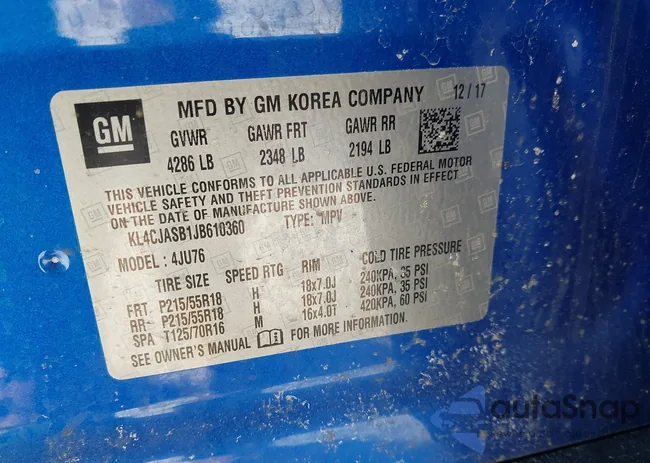 GM
MFD BY GM KOREA COMPANY 12 / 17
GVWR GAWR FRT GAWR RR
4286 LB 2348 LB 2194 LB
THIS VEHICLE CONFORMS TO ALL APPLICABLE U.S. FEDERAL MOTOR
VEHICLE SAFETY AND THEFT PREVENTION STANDARDS IN EFFECT
ON THE DATE OF MANUFACTURE SHOWN ABOVE.
KL4CJASB1JB610360 TYPE: MPV
MODEL : 4JU76
TIRE SIZE SPEED RTG RIM COLD TIRE PRESSURE
FRT P215/55R18 H 18x7.0J 240KPA, 35 PSI
RR P215/55R18 H 18x7.0J 240KPA, 35 PSI
SPA T125/70R16 M 16x4.0T 420KPA, 60 PSI
SEE OWNER'S MANUAL FOR MORE INFORMATION.
autoSnap